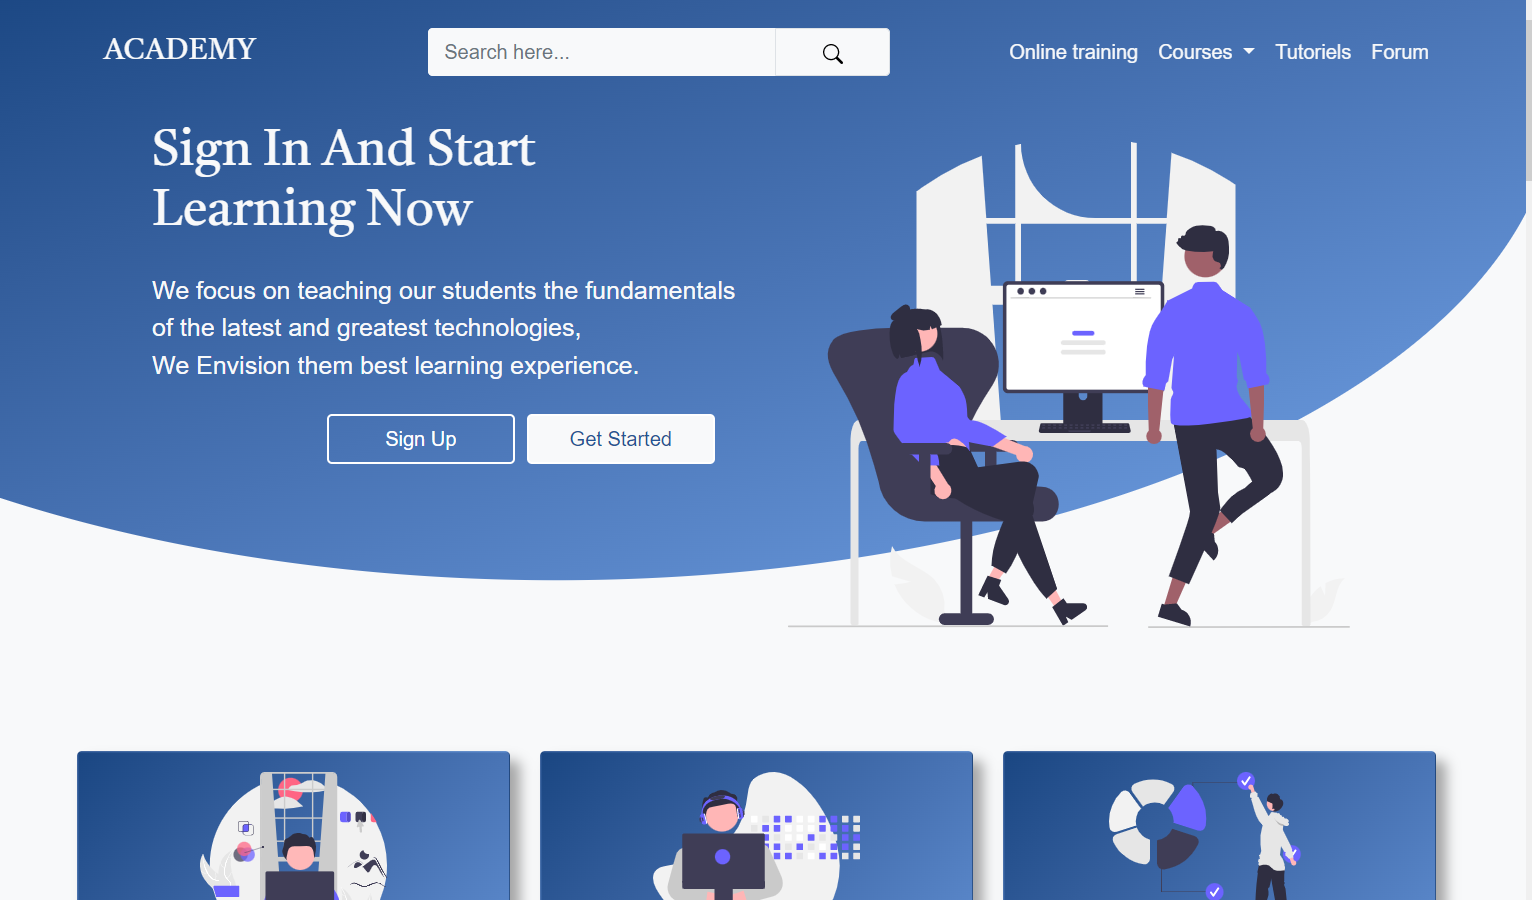 ACADEMY
Search here...
Online training
Courses
Tutoriels
Forum
Sign In And Start
Learning Now
We focus on teaching our students the fundamentals
of the latest and greatest technologies,
We Envision them best learning experience.
Sign Up
Get Started